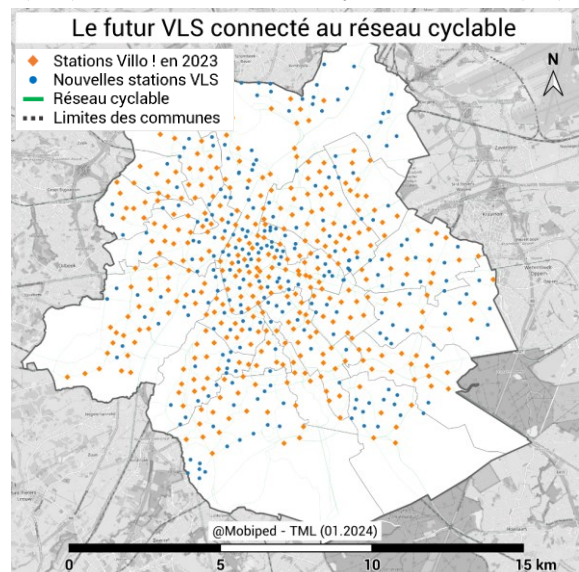 Le futur VLS connecté au réseau cyclable
Stations Villo ! en 2023
Nouvelles stations VLS
Réseau cyclable
Limites des communes
N
@Mobiped - TML (01.2024)
0 5 10 15 km